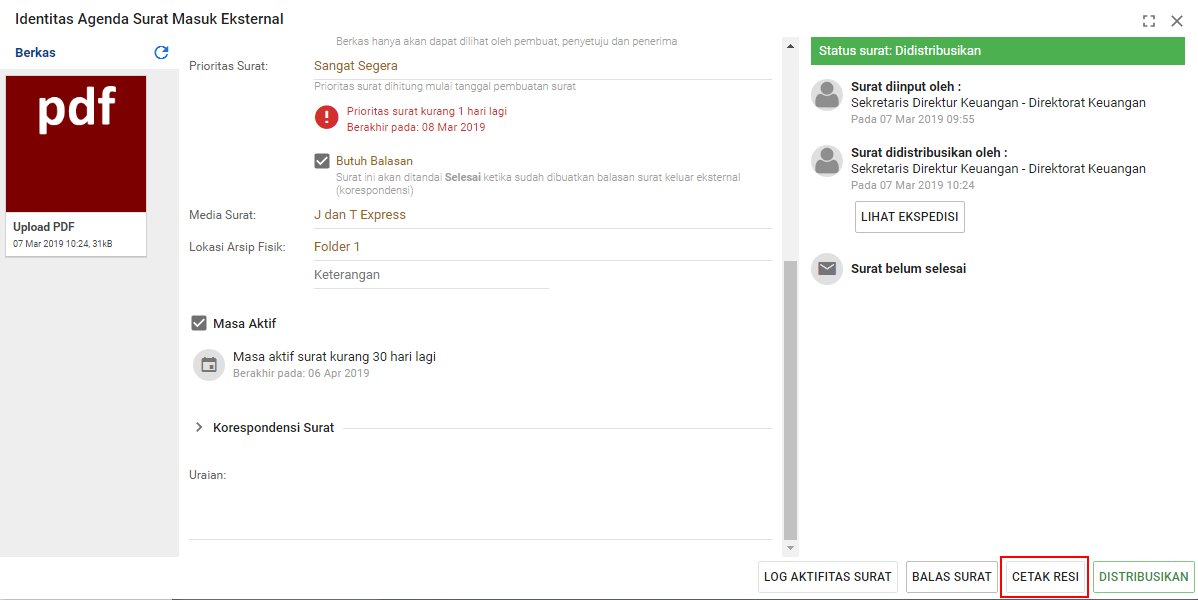 Identitas Agenda Surat Masuk Eksternal
Berkas
pdf
Upload PDF
07 Mar 2019 10:24, 31kB
Berkas hanya akan dapat dilihat oleh pembuat, penyetuju dan penerima
Prioritas Surat:
Sangat Segera
Prioritas surat dihitung mulai tanggal pembuatan surat
Prioritas surat kurang 1 hari lagi
Berakhir pada: 08 Mar 2019
Butuh Balasan
Surat ini akan ditandai Selesai ketika sudah dibuatkan balasan surat keluar eksternal
(korespondensi)
Media Surat:
J dan T Express
Lokasi Arsip Fisik:
Folder 1
Keterangan
Masa Aktif
Masa aktif surat kurang 30 hari lagi
Berakhir pada: 06 Apr 2019
Korespondensi Surat
Uraian:
Status surat: Didistribusikan
Surat diinput oleh :
Sekretaris Direktur Keuangan - Direktorat Keuangan
Pada 07 Mar 2019 09:55
Surat didistribusikan oleh :
Sekretaris Direktur Keuangan - Direktorat Keuangan
Pada 07 Mar 2019 10:24
LIHAT EKSPEDISI
Surat belum selesai
LOG AKTIFITAS SURAT
BALAS SURAT
CETAK RESI
DISTRIBUSIKAN